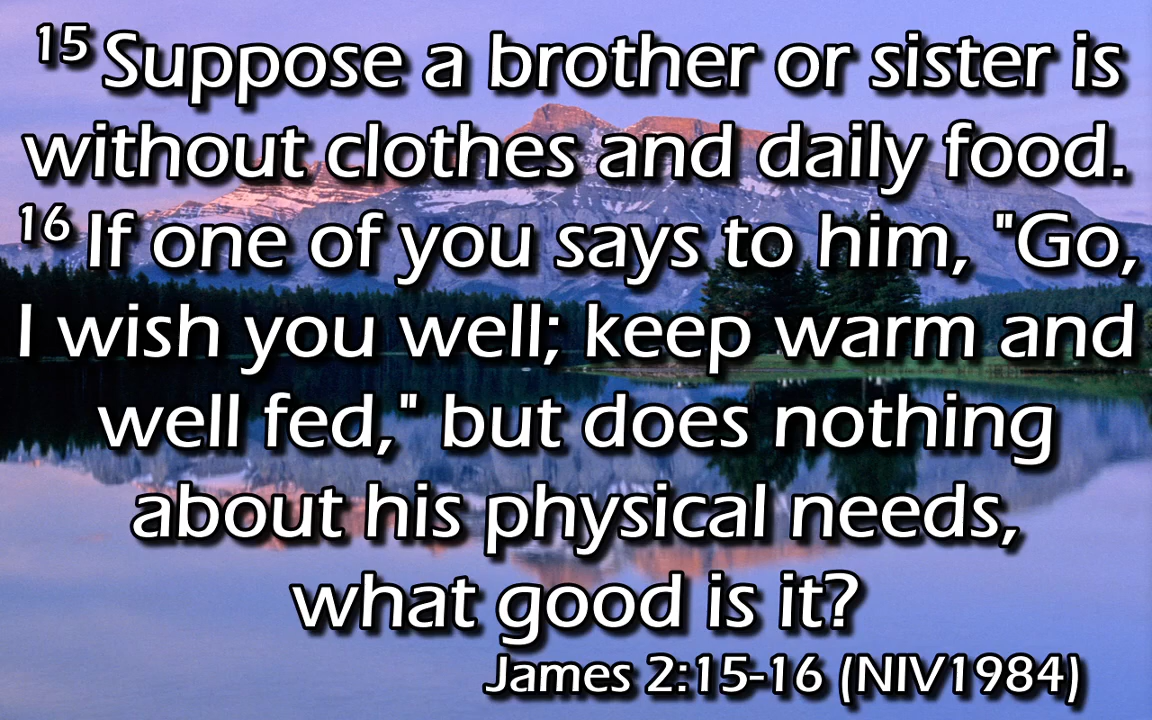 15 Suppose a brother or sister is
without clothes and daily food.
16 If one of you says to him, "Go,
I wish you well; keep warm and
well fed," but does nothing
about his physical needs,
what good is it?
James 2:15-16 (NIV1984)